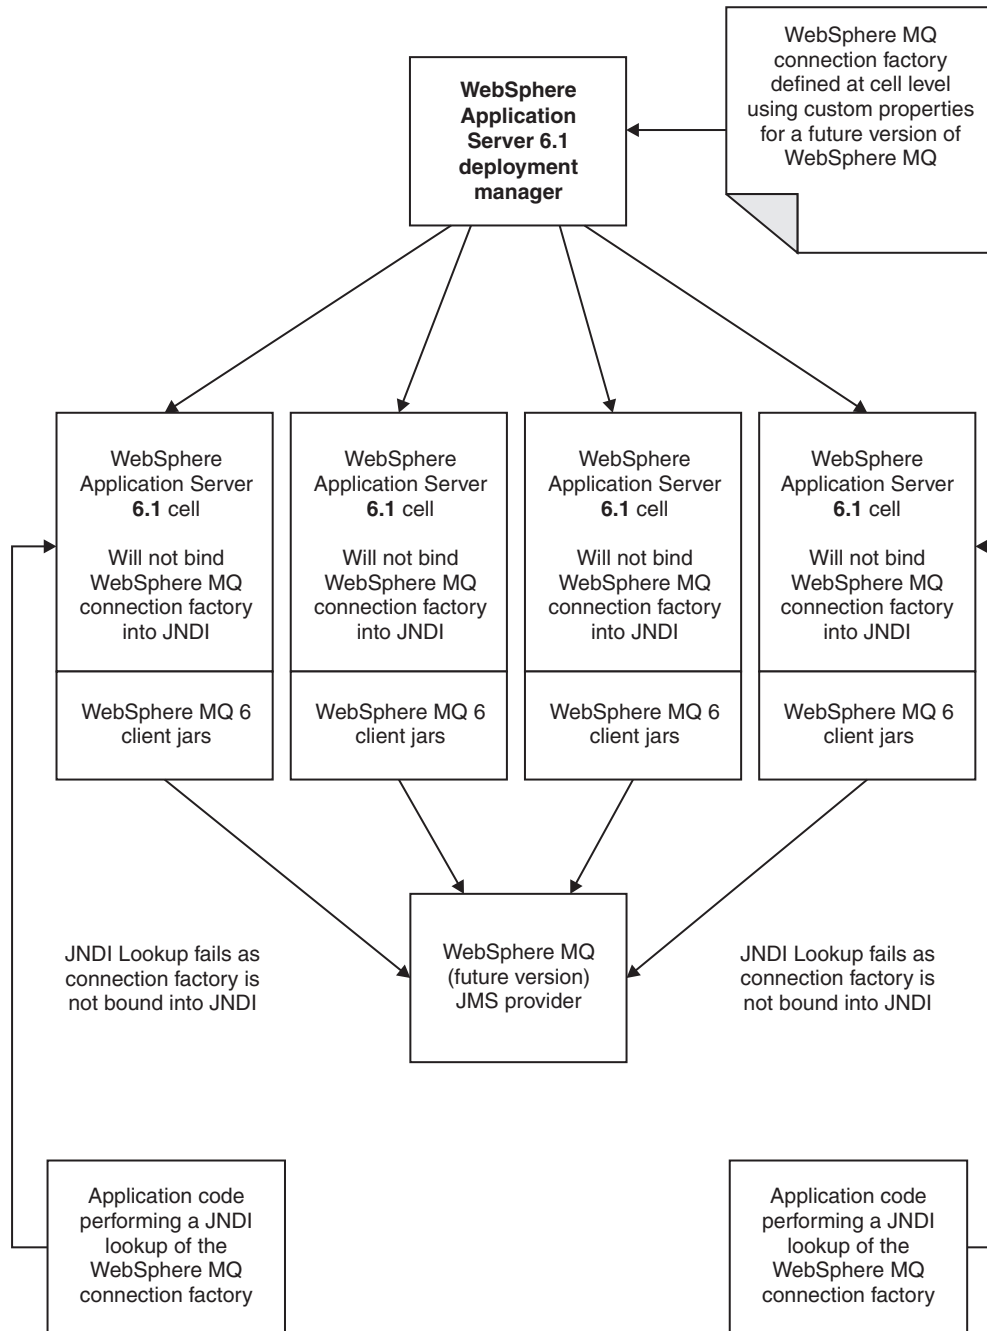 WebSphere MQ
connection factory
defined at cell level
using custom properties
for a future version of
WebSphere MQ
WebSphere
Application
Server 6.1
deployment
manager
WebSphere
Application Server
6.1 cell
Will not bind
WebSphere MQ
connection factory
into JNDI
WebSphere MQ 6
client jars
WebSphere
Application Server
6.1 cell
Will not bind
WebSphere MQ
connection factory
into JNDI
WebSphere MQ 6
client jars
WebSphere
Application Server
6.1 cell
Will not bind
WebSphere MQ
connection factory
into JNDI
WebSphere MQ 6
client jars
WebSphere
Application Server
6.1 cell
Will not bind
WebSphere MQ
connection factory
into JNDI
WebSphere MQ 6
client jars
JNDI Lookup fails as
connection factory is
not bound into JNDI
WebSphere MQ
(future version)
JMS provider
JNDI Lookup fails as
connection factory is
not bound into JNDI
Application code
performing a JNDI
lookup of the
WebSphere MQ
connection factory
Application code
performing a JNDI
lookup of the
WebSphere MQ
connection factory